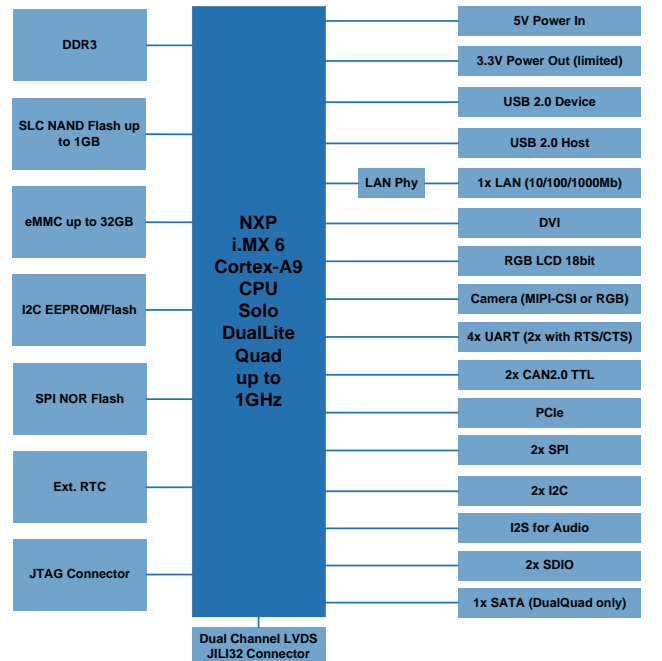 DDR3
SLC NAND Flash up
to 1GB
eMMC up to 32GB
I2C EEPROM/Flash
SPI NOR Flash
Ext. RTC
JTAG Connector
NXP
i.MX 6
Cortex-A9
CPU
Solo
DualLite
Quad
up to
1GHz
Dual Channel LVDS
JILI32 Connector
5V Power In
3.3V Power Out (limited)
USB 2.0 Device
USB 2.0 Host
LAN Phy
1x LAN (10/100/1000Mb)
DVI
RGB LCD 18bit
Camera (MIPI-CSI or RGB)
4x UART (2x with RTS/CTS)
2x CAN2.0 TTL
PCIe
2x SPI
2x I2C
I2S for Audio
2x SDIO
1x SATA (DualQuad only)